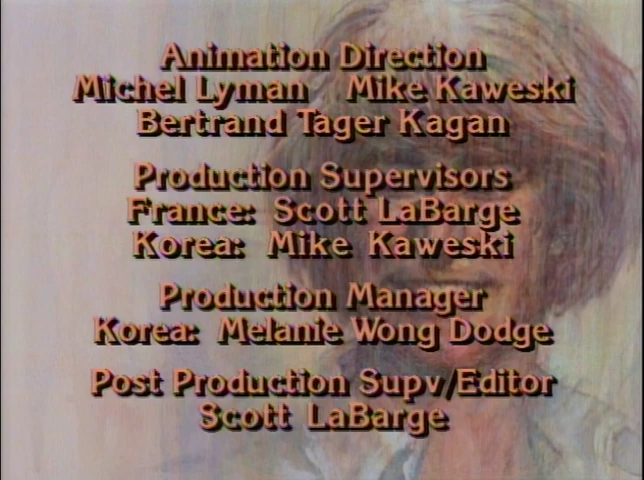 Animation Direction
Michel Lyman Mike Kaweski
Bertrand Tager Kagan
Production Supervisors
France: Scott LaBarge
Korea: Mike Kaweski
Production Manager
Korea: Melanie Wong Dodge
Post Production Supv/Editor
Scott LaBarge